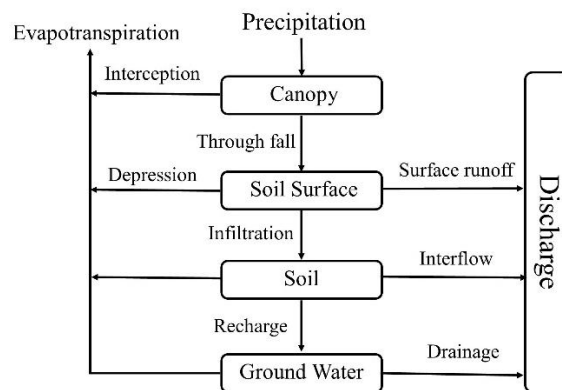 Precipitation
Evapotranspiration
Interception
Canopy
Through fall
Depression
Soil Surface
Surface runoff
Infiltration
Soil
Interflow
Recharge
Ground Water
Drainage
Discharge